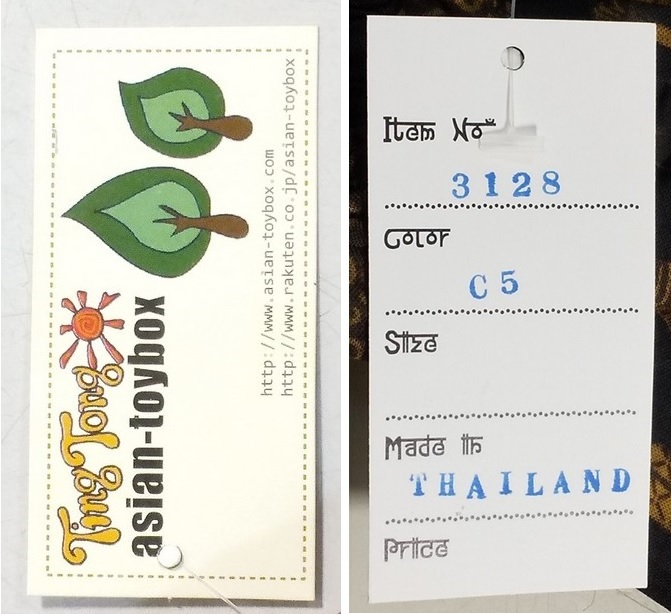 Ting Tong
asian-toybox
http://www.asian-toybox.com
http://www.rakuten.co.jp/asian-toybox
Item No.
3128
Color
C5
Size
Made in
THAILAND
Price